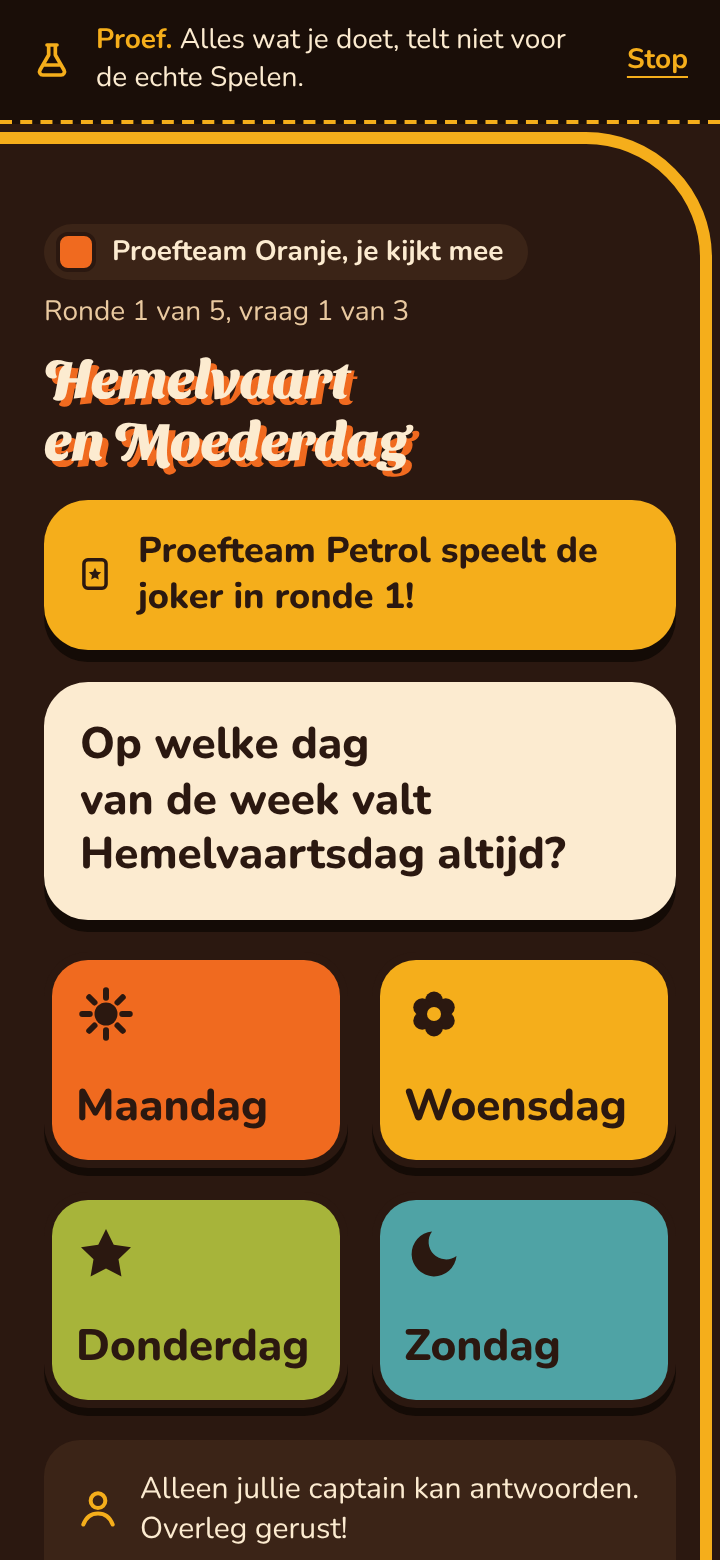 Proef. Alles wat je doet, telt niet voor
de echte Spelen.
Stop
Proefteam Oranje, je kijkt mee
Ronde 1 van 5, vraag 1 van 3
Hemelvaart
en Moederdag
Proefteam Petrol speelt de
joker in ronde 1!
Op welke dag
van de week valt
Hemelvaartsdag altijd?
Maandag
Woensdag
Donderdag
Zondag
Alleen jullie captain kan antwoorden.
Overleg gerust!